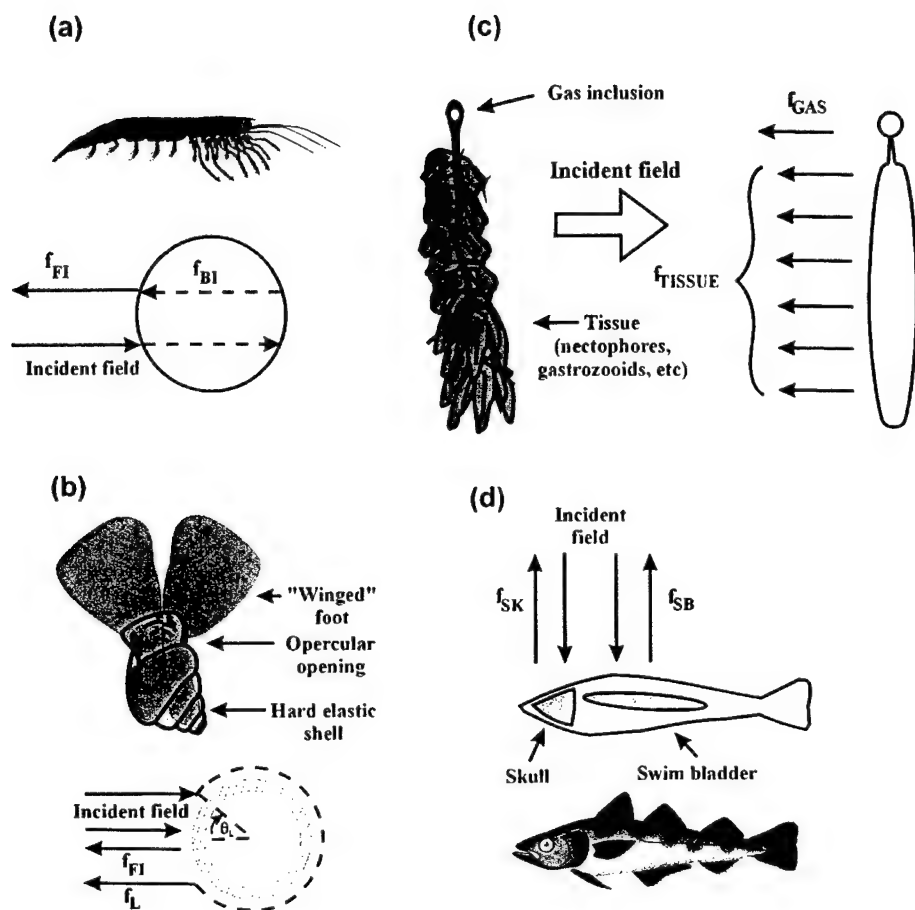 (a)
f_FI
f_BI
Incident field
(c)
Gas inclusion
Incident field
Tissue
(nectophores,
gastrozooids, etc)
f_GAS
f_TISSUE
(b)
"Winged"
foot
Opercular
opening
Hard elastic
shell
Incident field
θ_L
f_FI
f_L
(d)
Incident
field
f_SK
f_SB
Skull
Swim bladder